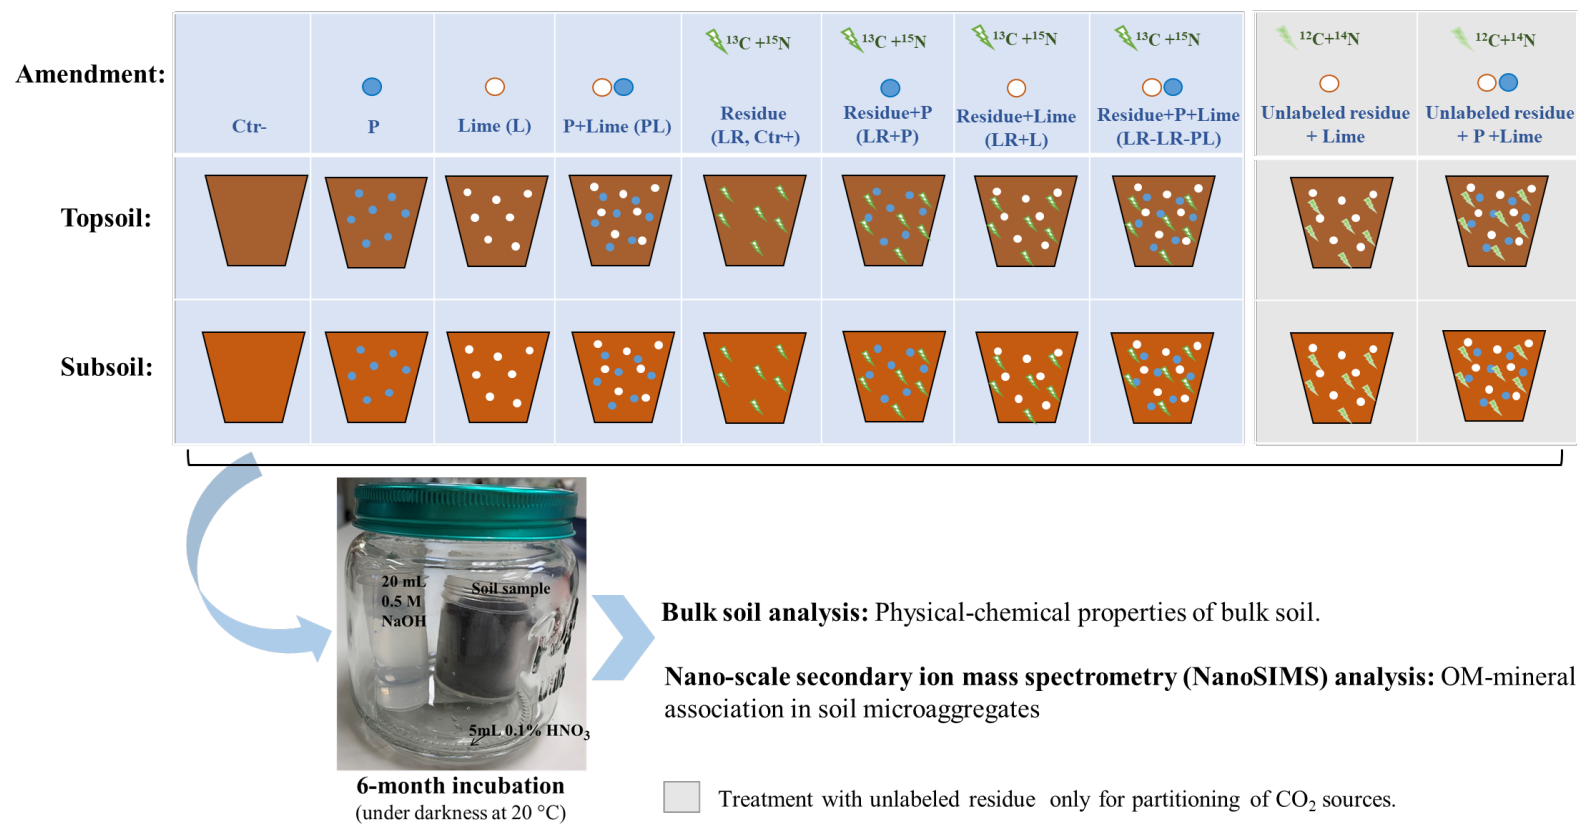 Amendment:
¹³C +¹⁵N
¹³C +¹⁵N
¹³C +¹⁵N
¹³C +¹⁵N
¹²C+¹⁴N
¹²C+¹⁴N
Ctr-
P
Lime (L)
P+Lime (PL)
Residue
(LR, Ctr+)
Residue+P
(LR+P)
Residue+Lime
(LR+L)
Residue+P+Lime
(LR-LR-PL)
Unlabeled residue
+ Lime
Unlabeled residue
+ P +Lime
Topsoil:
Subsoil:
20 mL
0.5 M
NaOH
Soil sample
5mL 0.1% HNO₃
6-month incubation
(under darkness at 20 °C)
Bulk soil analysis: Physical-chemical properties of bulk soil.
Nano-scale secondary ion mass spectrometry (NanoSIMS) analysis: OM-mineral
association in soil microaggregates
Treatment with unlabeled residue only for partitioning of CO₂ sources.